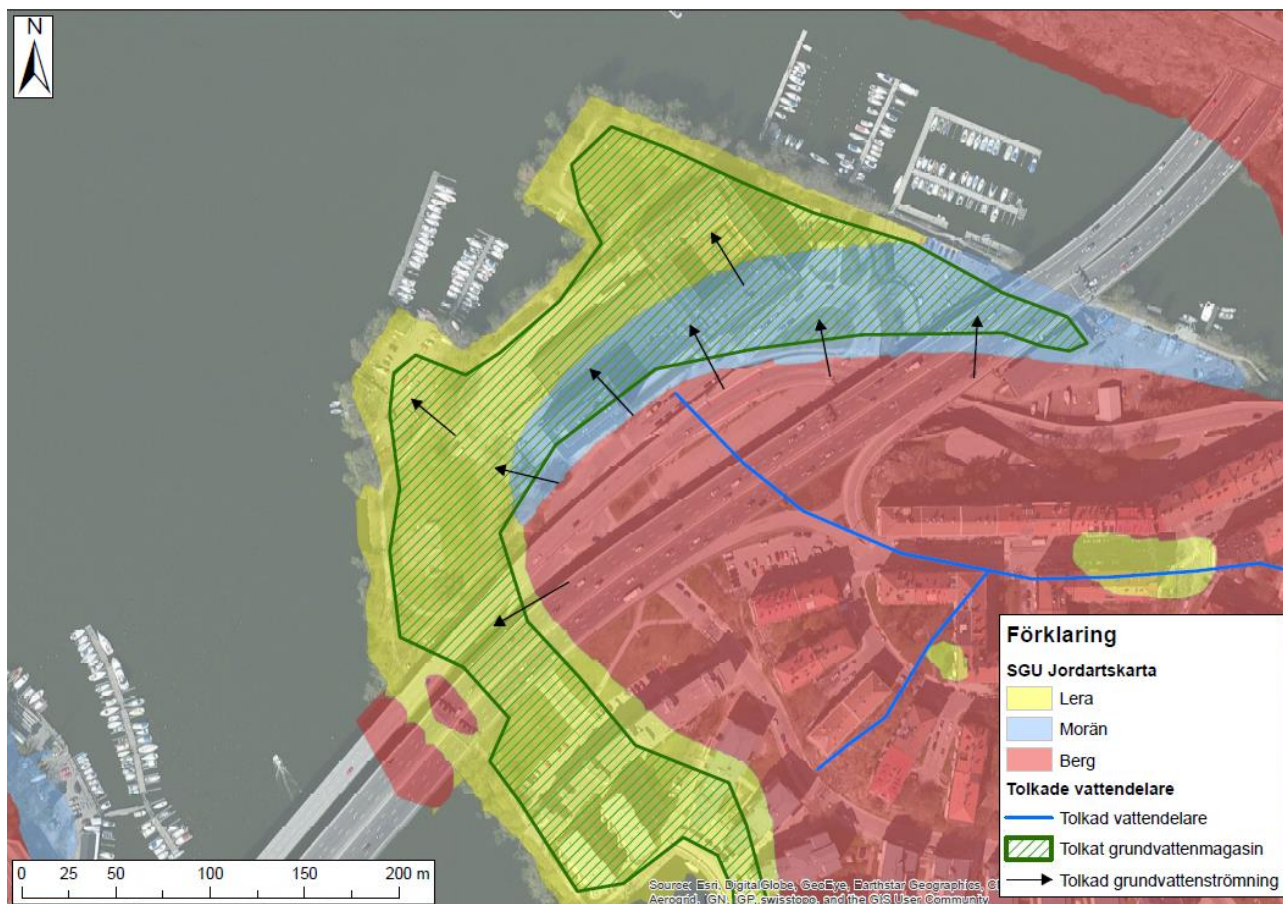 N
Förklaring
SGU Jordartskarta
Lera
Morän
Berg
Tolkade vattendelare
Tolkad vattendelare
Tolkat grundvattenmagasin
Tolkad grundvattenströmning
0 25 50 100 150 200 m
Source: Esri, DigitalGlobe, GeoEye, Earthstar Geographics,
Aerogrid, IGN, IGP, swisstopo, and the GIS User Community